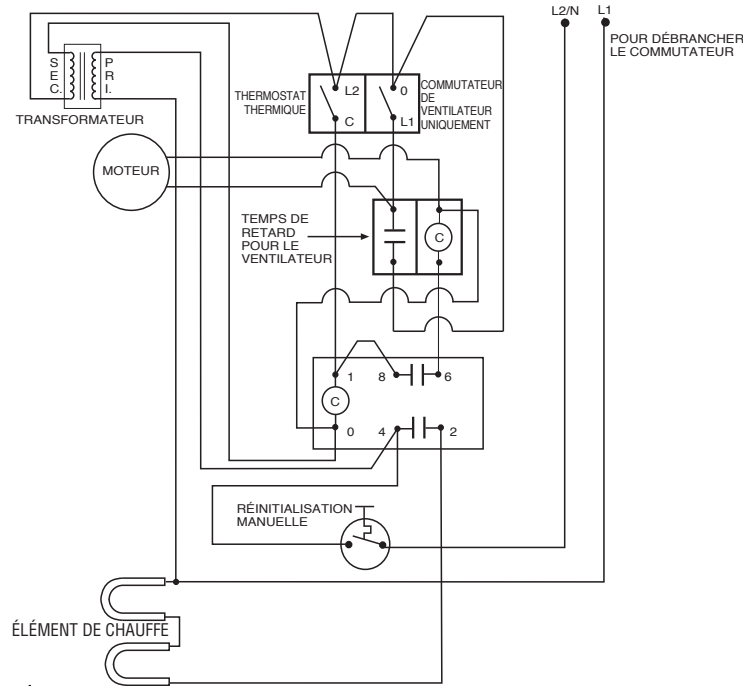 L2/N L1
POUR DÉBRANCHER
LE COMMUTATEUR
S
E
C.
P
R
I.
TRANSFORMATEUR
THERMOSTAT
THERMIQUE
L2
C
0
L1
COMMUTATEUR
DE
VENTILATEUR
UNIQUEMENT
MOTEUR
TEMPS DE
RETARD
POUR LE
VENTILATEUR
C
1 8 6
C
0 4 2
RÉINITIALISATION
MANUELLE
ÉLÉMENT DE CHAUFFE